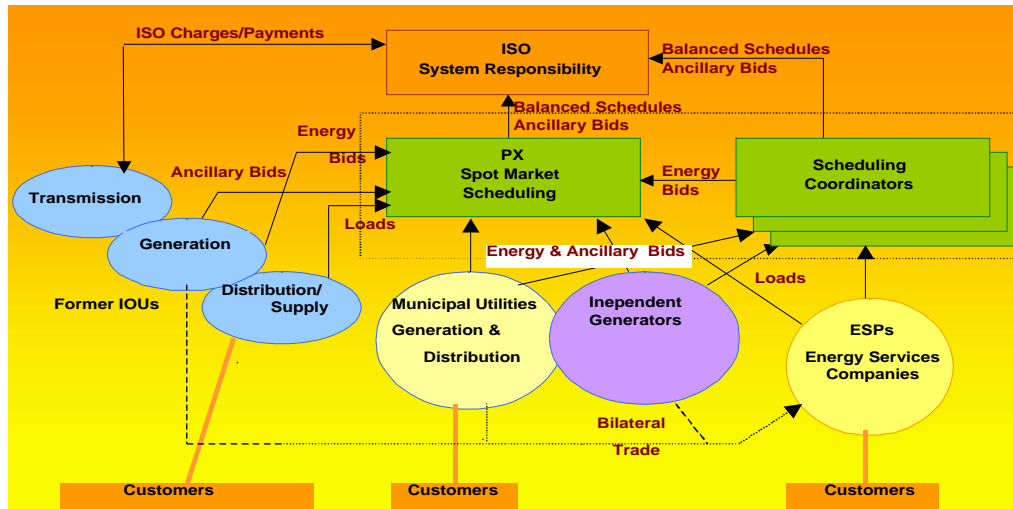 ISO Charges/Payments
ISO
System Responsibility
Balanced Schedules
Ancillary Bids
Balanced Schedules
Ancillary Bids
Energy
Bids
Ancillary Bids
PX
Spot Market
Scheduling
Energy
Bids
Scheduling
Coordinators
Transmission
Generation
Loads
Energy & Ancillary Bids
Loads
Former IOUs
Distribution/
Supply
Municipal Utilities
Generation &
Distribution
Inependent
Generators
ESPs
Energy Services
Companies
Bilateral
Trade
Customers
Customers
Customers